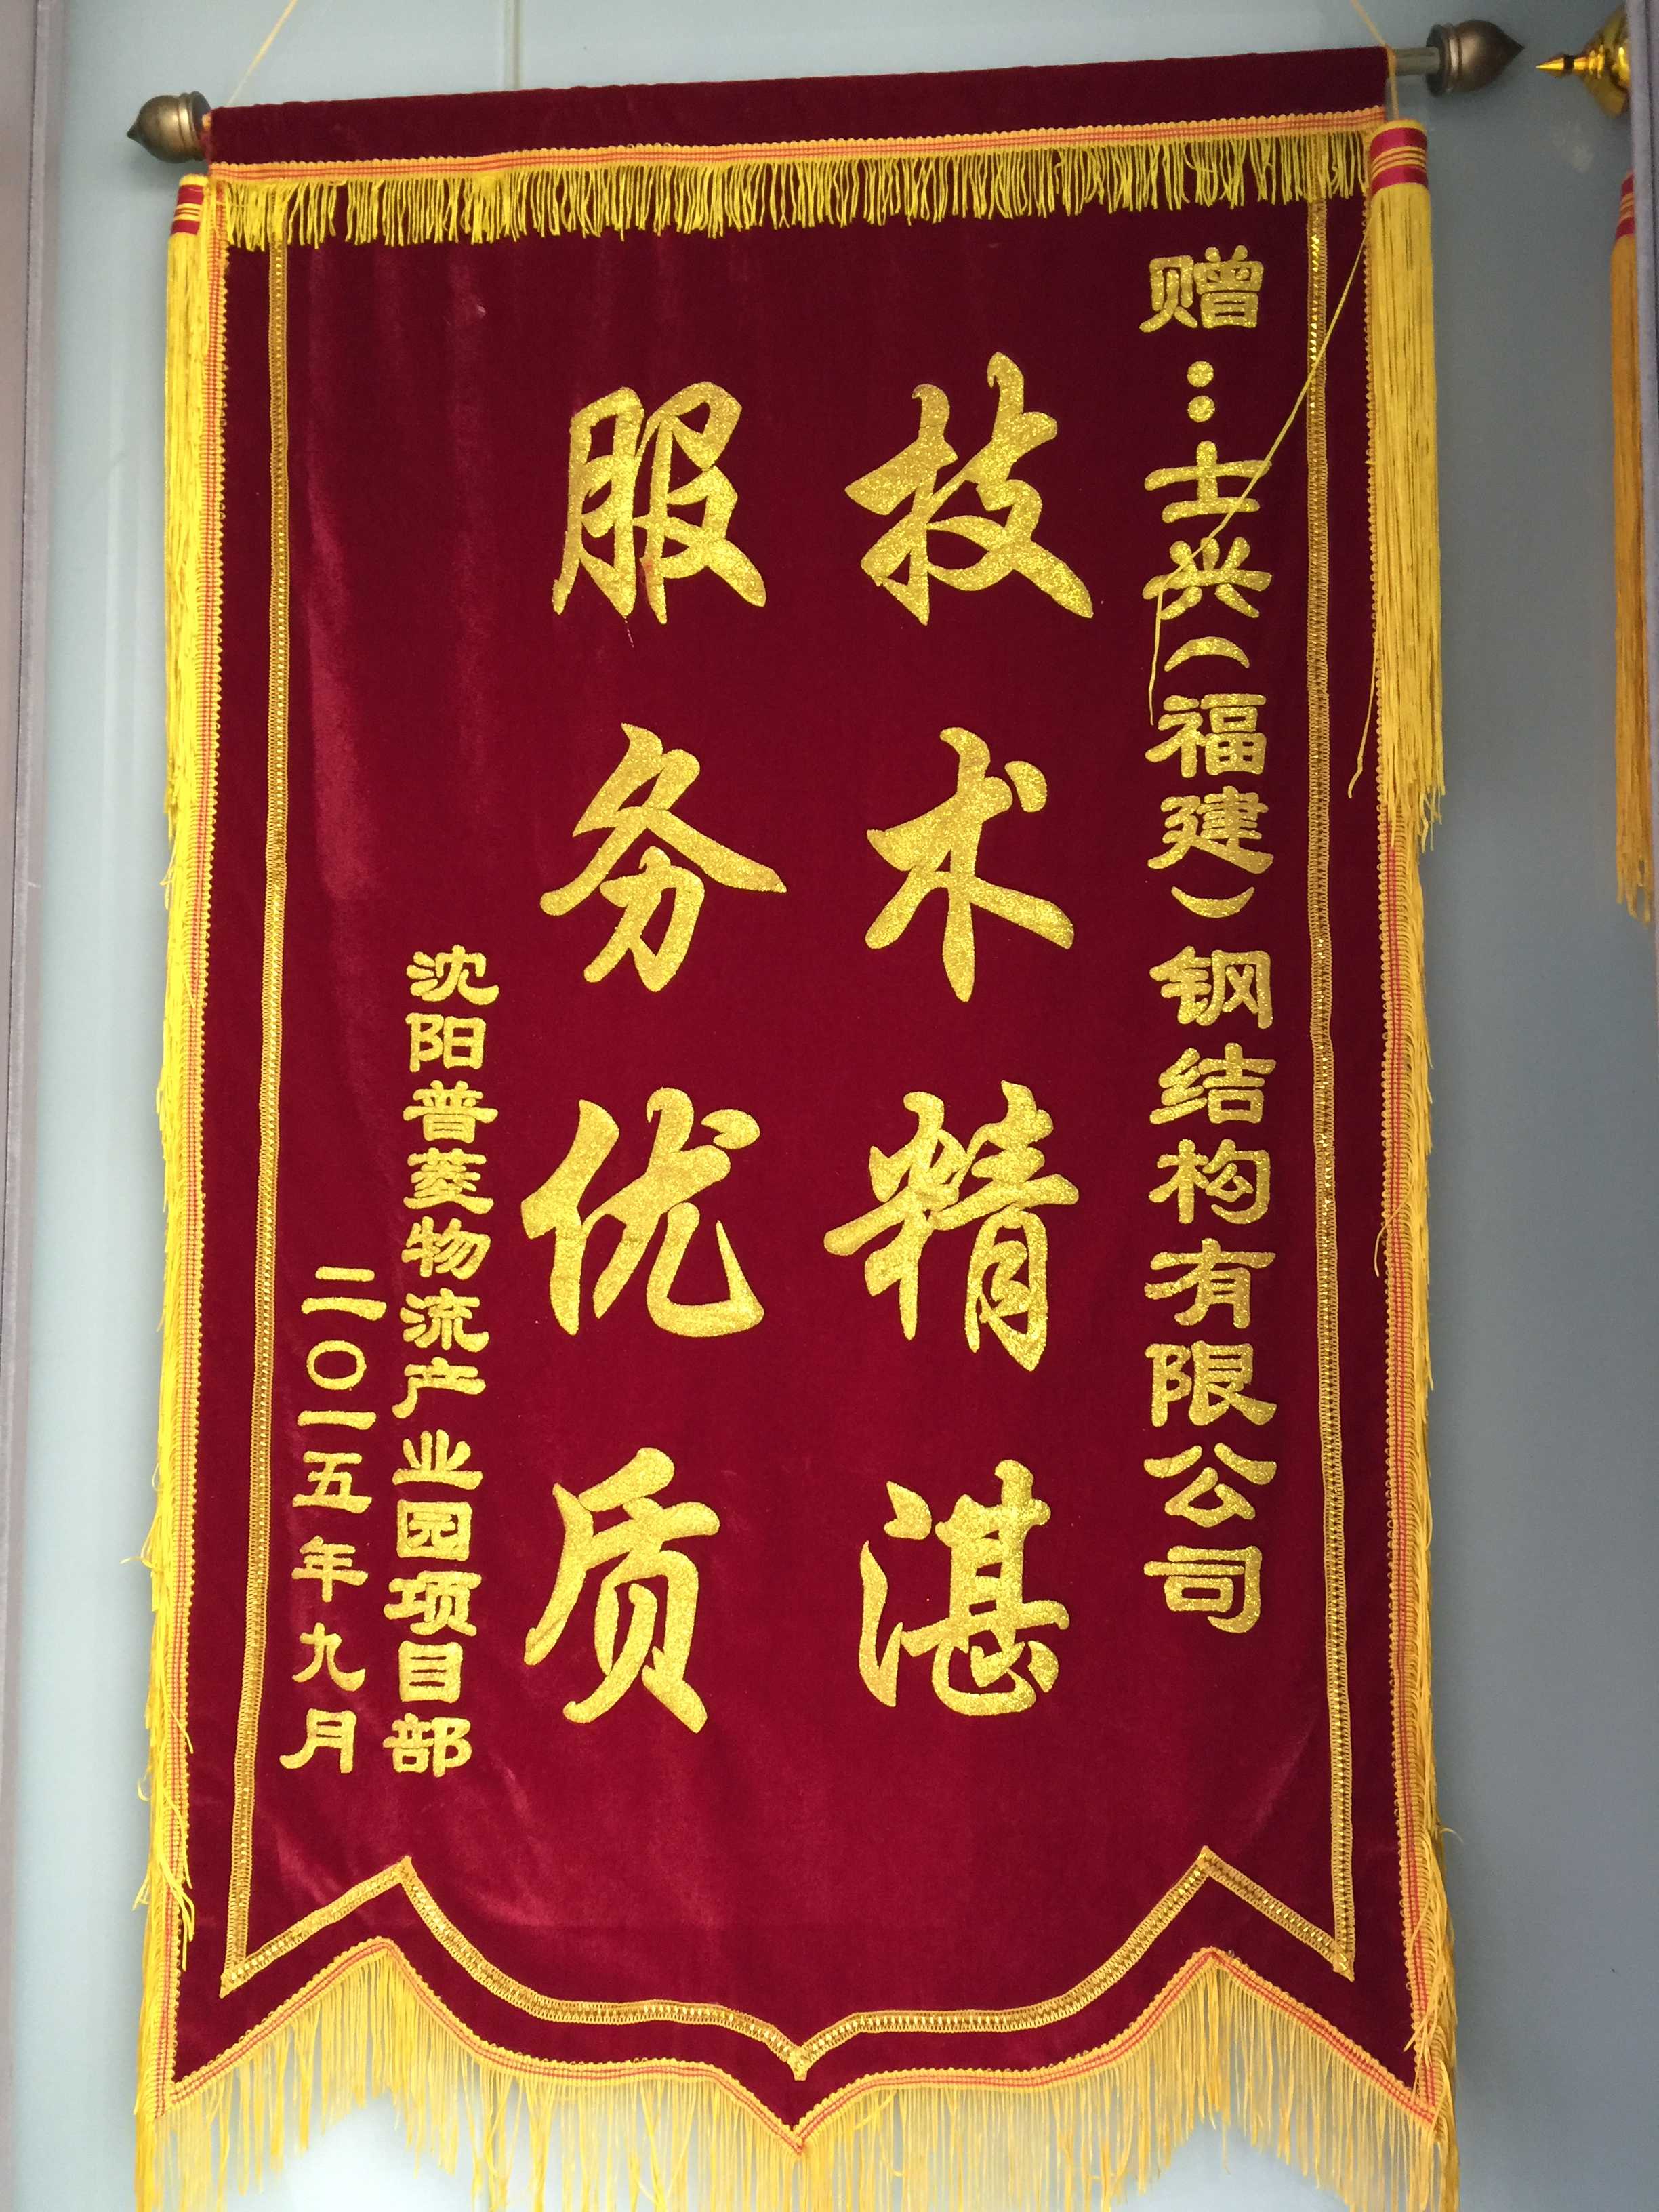 赠：士兴（福建）钢结构有限公司
技术精湛
服务优质
沈阳普菱物流产业园项目部
二〇一五年九月